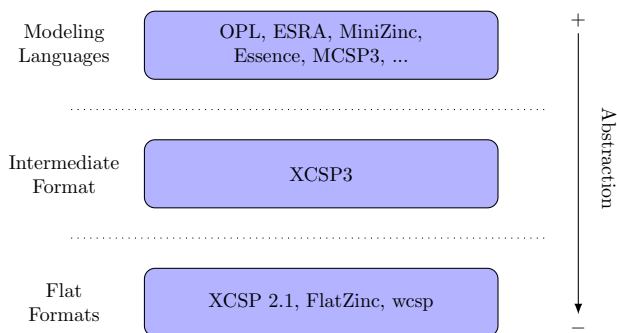 Modeling
Languages
OPL, ESRA, MiniZinc,
Essence, MCSP3, ...
+
Intermediate
Format
XCSP3
Abstraction
Flat
Formats
XCSP 2.1, FlatZinc, wcsp
−